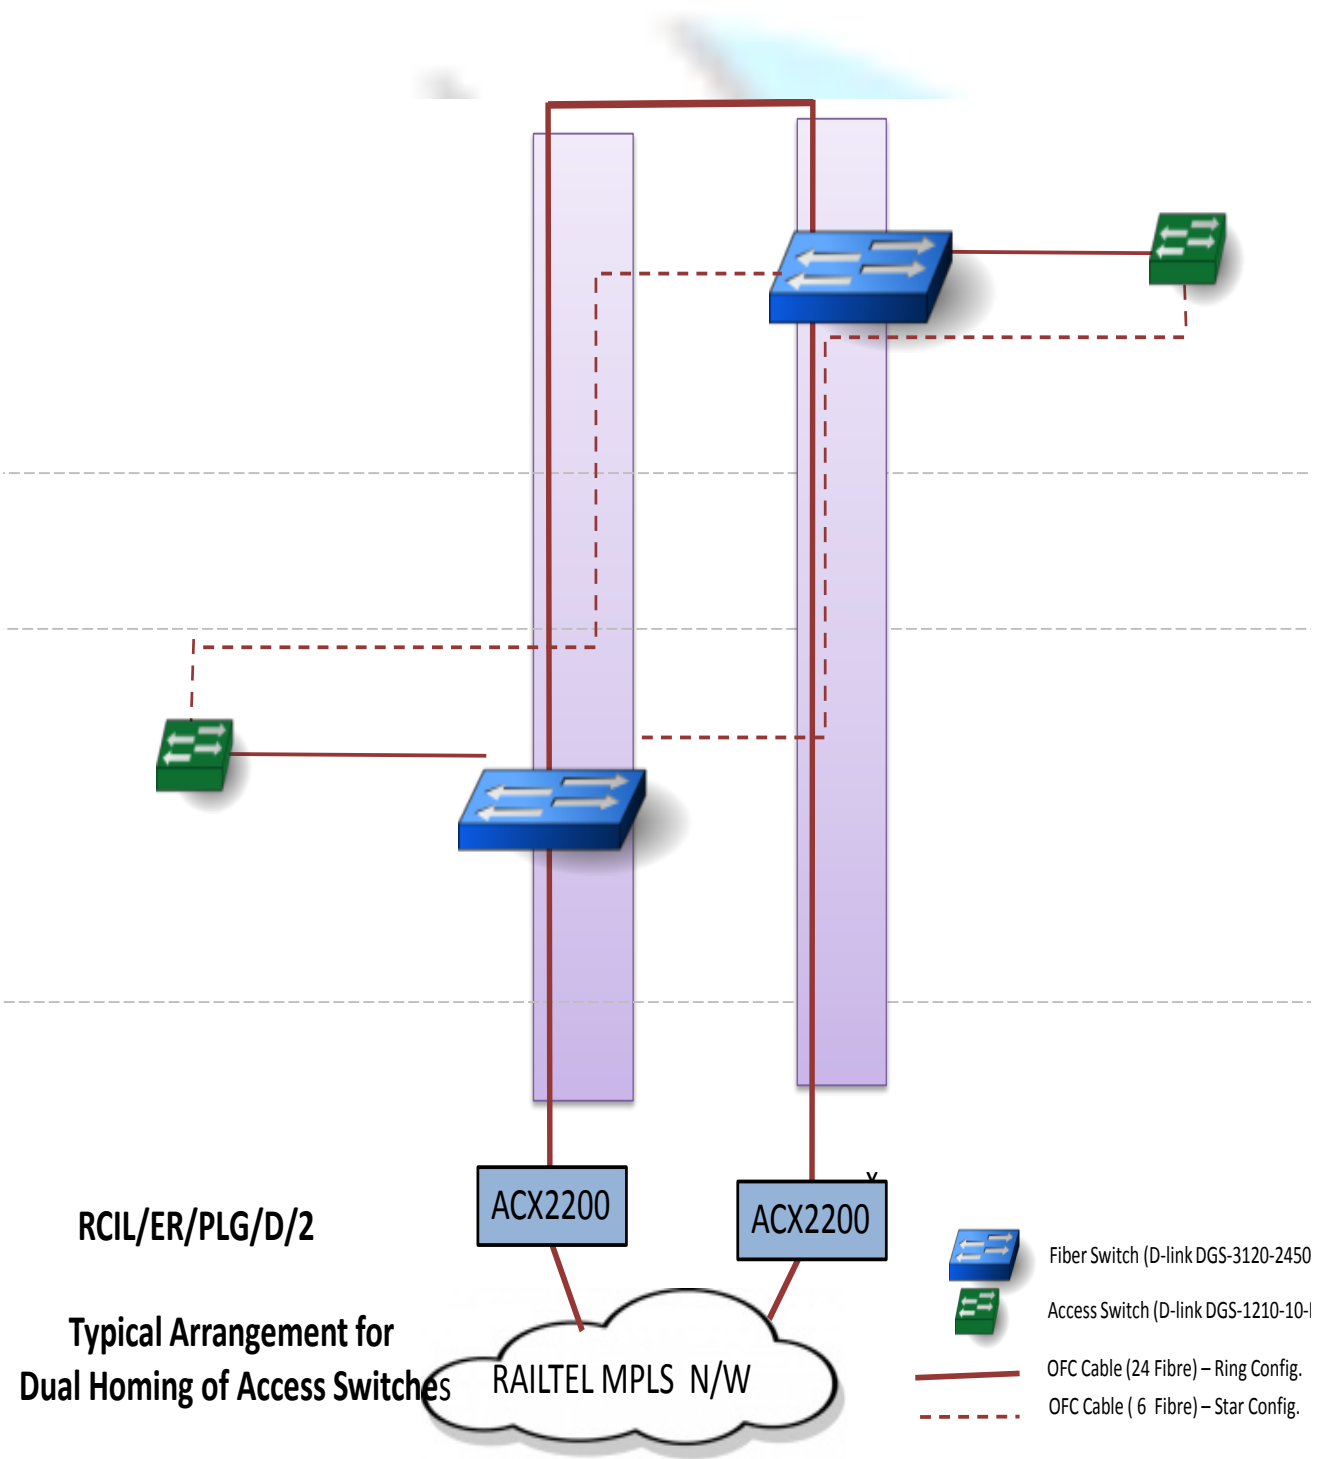 ACX2200
ACX2200
RCIL/ER/PLG/D/2
Typical Arrangement for
Dual Homing of Access Switches
RAILTEL MPLS N/W
Fiber Switch (D-link DGS-3120-2450
Access Switch (D-link DGS-1210-10-
OFC Cable (24 Fibre) – Ring Config.
OFC Cable ( 6 Fibre) – Star Config.